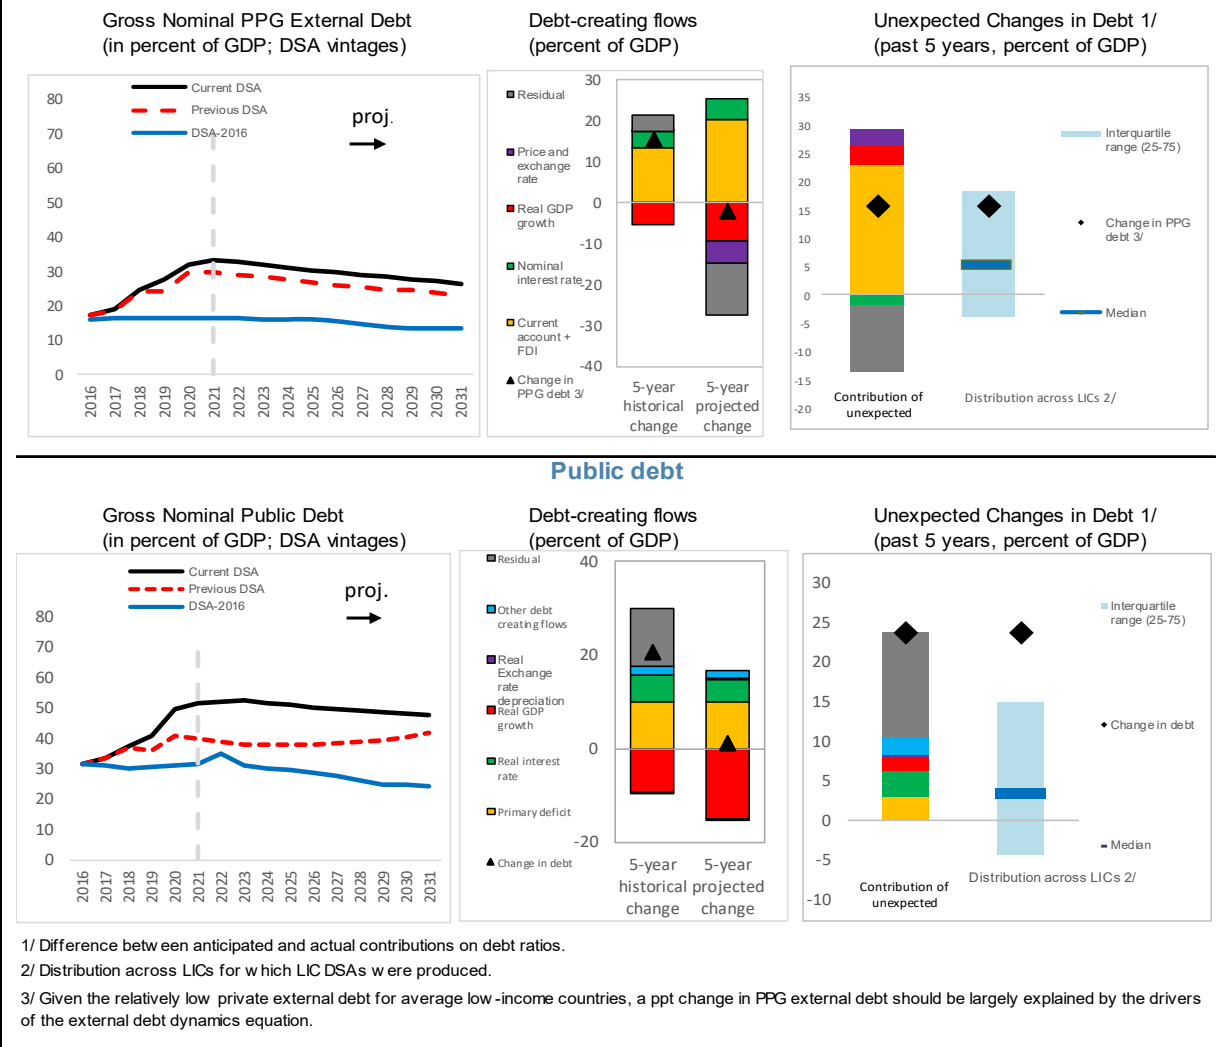 Gross Nominal PPG External Debt
(in percent of GDP; DSA vintages)
Current DSA
Previous DSA
DSA-2016
proj.
80
70
60
50
40
30
20
10
0
2016 2017 2018 2019 2020 2021 2022 2023 2024 2025 2026 2027 2028 2029 2030 2031
Debt-creating flows
(percent of GDP)
Residual
Price and
exchange
rate
Real GDP
growth
Nominal
interest rate
Current
account +
FDI
Change in
PPG debt 3/
30
20
10
0
-10
-20
-30
-40
5-year
historical
change
5-year
projected
change
Unexpected Changes in Debt 1/
(past 5 years, percent of GDP)
35
30
25
20
15
10
5
0
-5
-10
-15
-20
Interquartile
range (25-75)
Change in PPG
debt 3/
Median
Contribution of
unexpected
Distribution across LICs 2/
Public debt
Gross Nominal Public Debt
(in percent of GDP; DSA vintages)
Current DSA
Previous DSA
DSA-2016
proj.
80
70
60
50
40
30
20
10
0
2016 2017 2018 2019 2020 2021 2022 2023 2024 2025 2026 2027 2028 2029 2030 2031
Debt-creating flows
(percent of GDP)
Residual
Other debt
creating flows
Real
Exchange
rate
depreciation
Real GDP
growth
Real interest
rate
Primary deficit
Change in debt
40
20
0
-20
5-year
historical
change
5-year
projected
change
Unexpected Changes in Debt 1/
(past 5 years, percent of GDP)
30
25
20
15
10
5
0
-5
-10
Interquartile
range (25-75)
Change in debt
Median
Contribution of
unexpected
Distribution across LICs 2/
1/ Difference between anticipated and actual contributions on debt ratios.
2/ Distribution across LICs for which LIC DSAs were produced.
3/ Given the relatively low private external debt for average low-income countries, a ppt change in PPG external debt should be largely explained by the drivers
of the external debt dynamics equation.